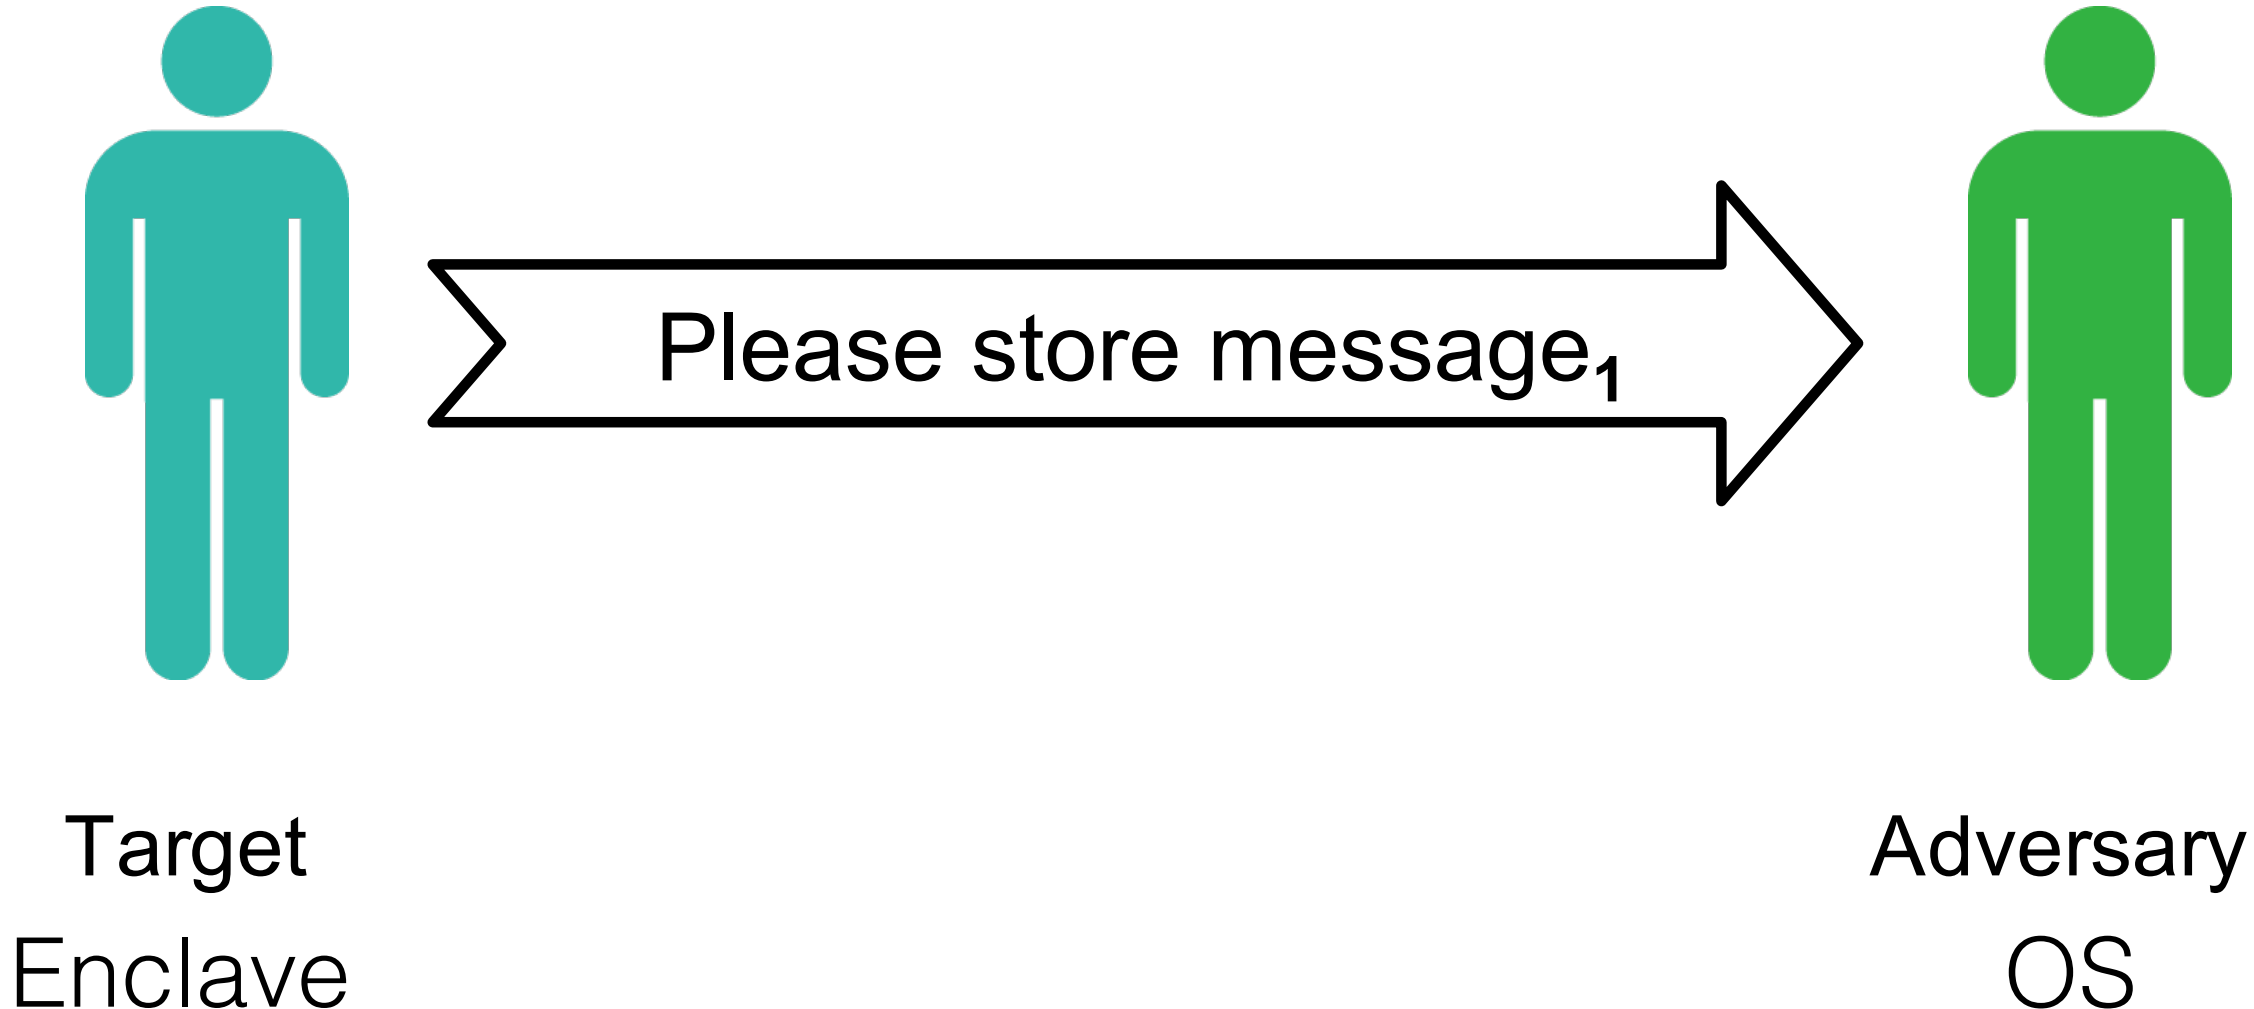 Please store message₁
Target
Enclave
Adversary
OS